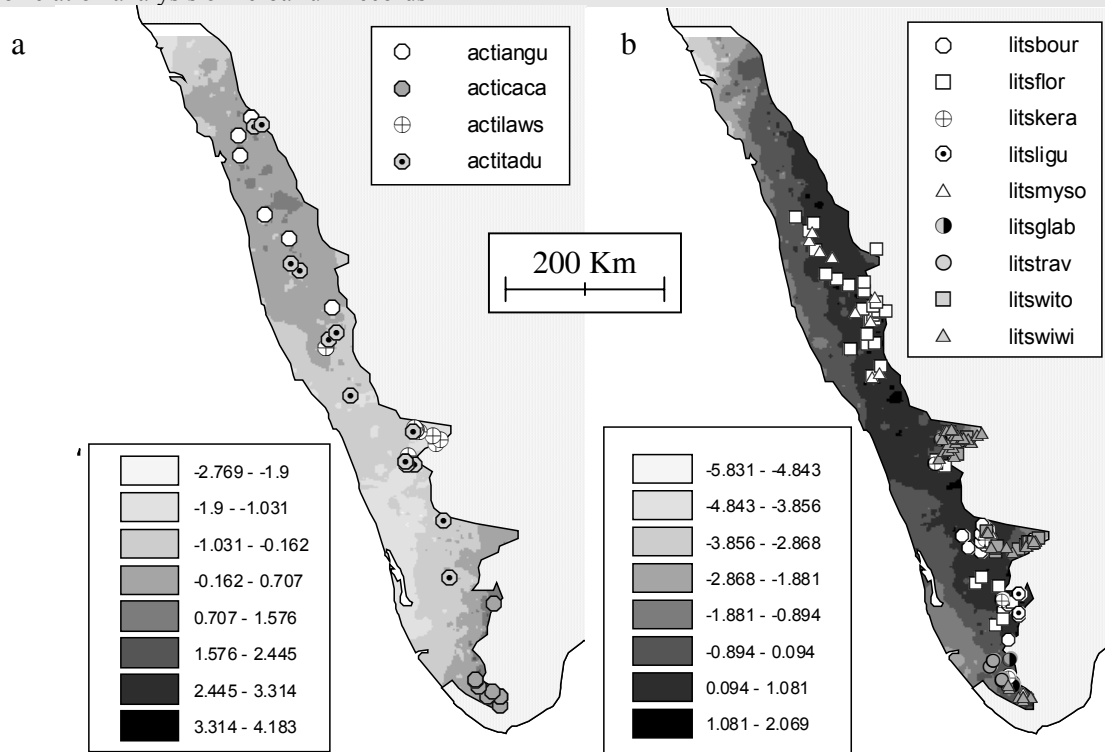 a
actiangu
acticaca
actilaws
actitadu
200 Km
-2.769 - -1.9
-1.9 - -1.031
-1.031 - -0.162
-0.162 - 0.707
0.707 - 1.576
1.576 - 2.445
2.445 - 3.314
3.314 - 4.183
b
litsbour
litsflor
litskera
litsligu
litsmyso
litsglab
litstrav
litswito
litswiwi
-5.831 - -4.843
-4.843 - -3.856
-3.856 - -2.868
-2.868 - -1.881
-1.881 - -0.894
-0.894 - 0.094
0.094 - 1.081
1.081 - 2.069